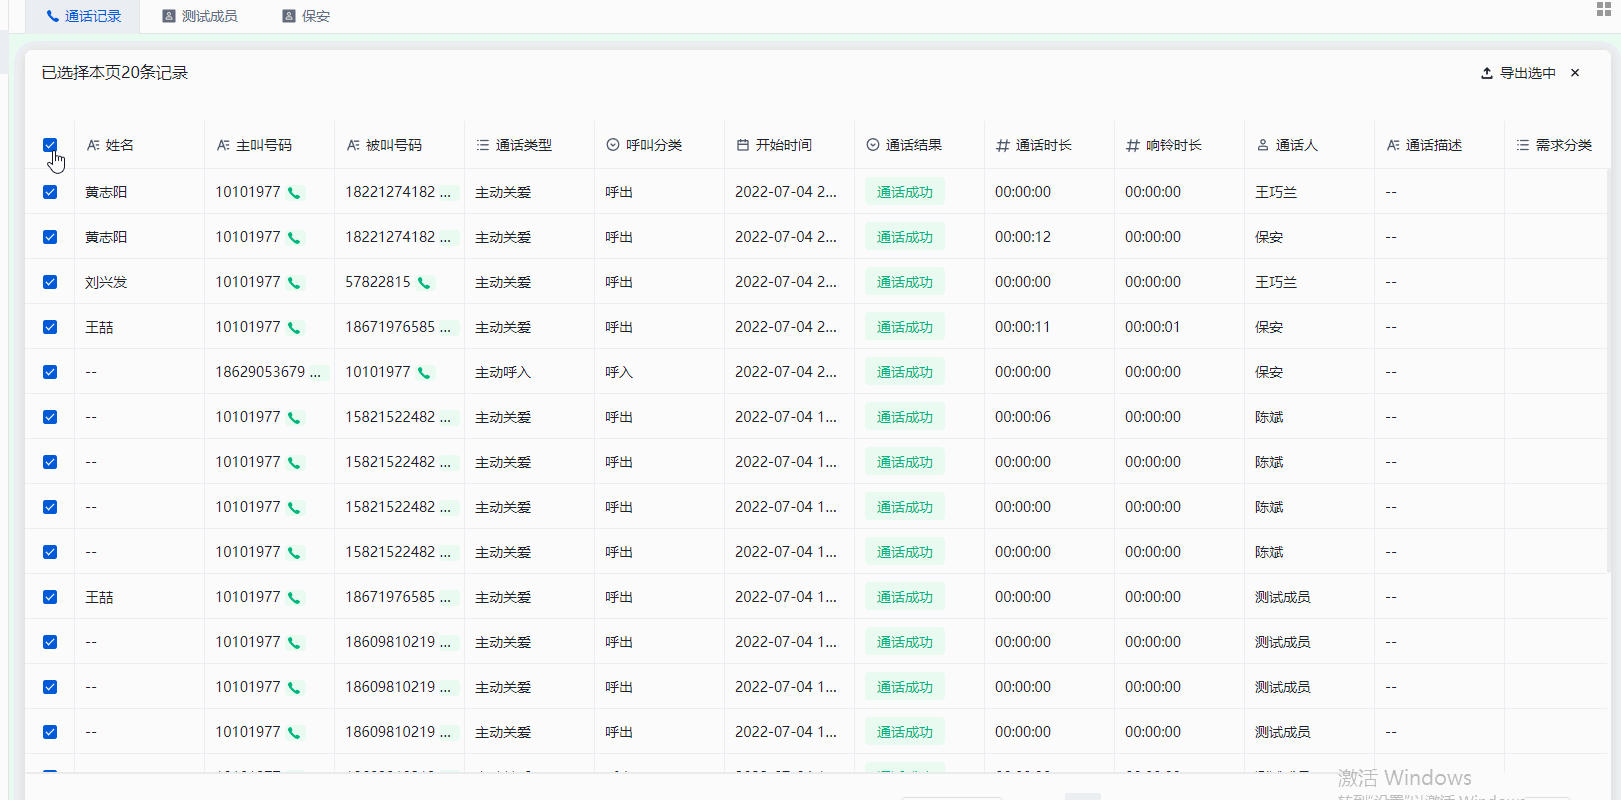 通话记录 测试成员 保安
已选择本页20条记录 导出选中
姓名 主叫号码 被叫号码 通话类型 呼叫分类 开始时间 通话结果 通话时长 响铃时长 通话人 通话描述 需求分类
黄志阳 10101977 18221274182 ... 主动关爱 呼出 2022-07-04 2... 通话成功 00:00:00 00:00:00 王巧兰 --
黄志阳 10101977 18221274182 ... 主动关爱 呼出 2022-07-04 2... 通话成功 00:00:12 00:00:00 保安 --
刘兴发 10101977 57822815 主动关爱 呼出 2022-07-04 2... 通话成功 00:00:00 00:00:00 王巧兰 --
王喆 10101977 18671976585 ... 主动关爱 呼出 2022-07-04 2... 通话成功 00:00:11 00:00:01 保安 --
-- 18629053679 ... 10101977 主动呼入 呼入 2022-07-04 2... 通话成功 00:00:00 00:00:00 保安 --
-- 10101977 15821522482 ... 主动关爱 呼出 2022-07-04 1... 通话成功 00:00:06 00:00:00 陈斌 --
-- 10101977 15821522482 ... 主动关爱 呼出 2022-07-04 1... 通话成功 00:00:00 00:00:00 陈斌 --
-- 10101977 15821522482 ... 主动关爱 呼出 2022-07-04 1... 通话成功 00:00:00 00:00:00 陈斌 --
-- 10101977 15821522482 ... 主动关爱 呼出 2022-07-04 1... 通话成功 00:00:00 00:00:00 陈斌 --
王喆 10101977 18671976585 ... 主动关爱 呼出 2022-07-04 1... 通话成功 00:00:00 00:00:00 测试成员 --
-- 10101977 18609810219 ... 主动关爱 呼出 2022-07-04 1... 通话成功 00:00:00 00:00:00 测试成员 --
-- 10101977 18609810219 ... 主动关爱 呼出 2022-07-04 1... 通话成功 00:00:00 00:00:00 测试成员 --
-- 10101977 18609810219 ... 主动关爱 呼出 2022-07-04 1... 通话成功 00:00:00 00:00:00 测试成员 --
激活 Windows
转到"设置"以激活 Windows